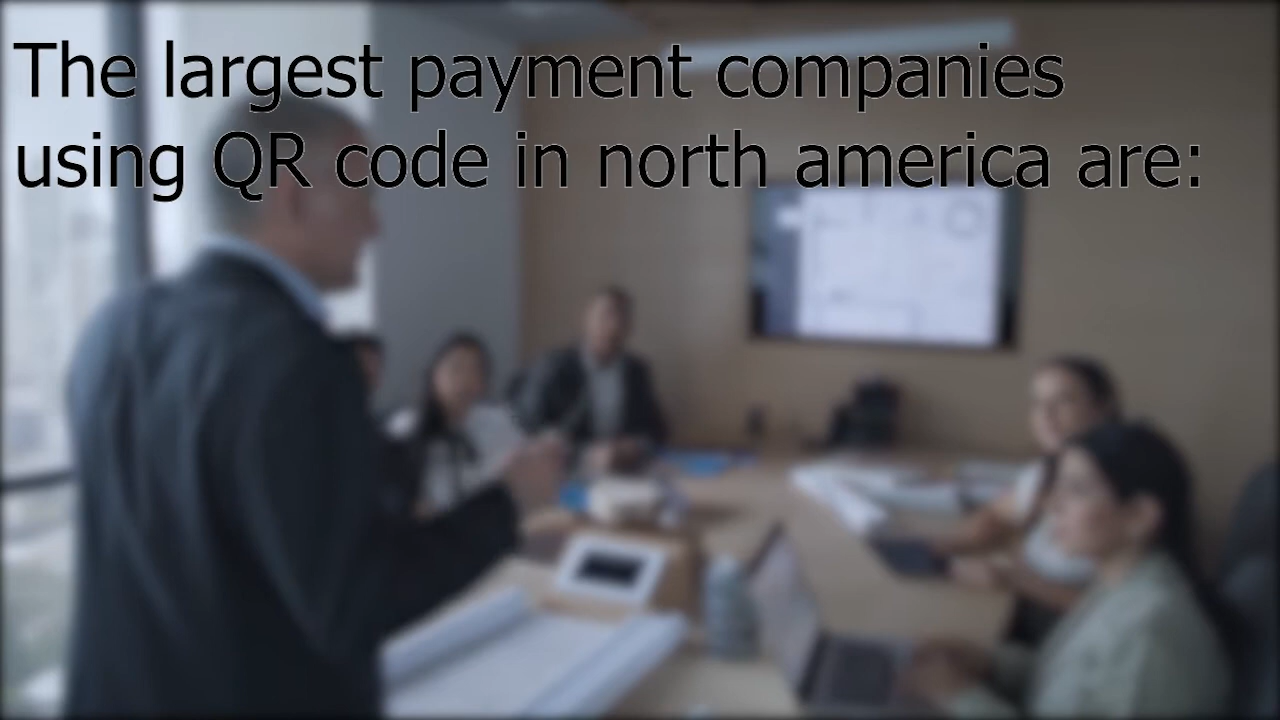 The largest payment companies
using QR code in north america are: